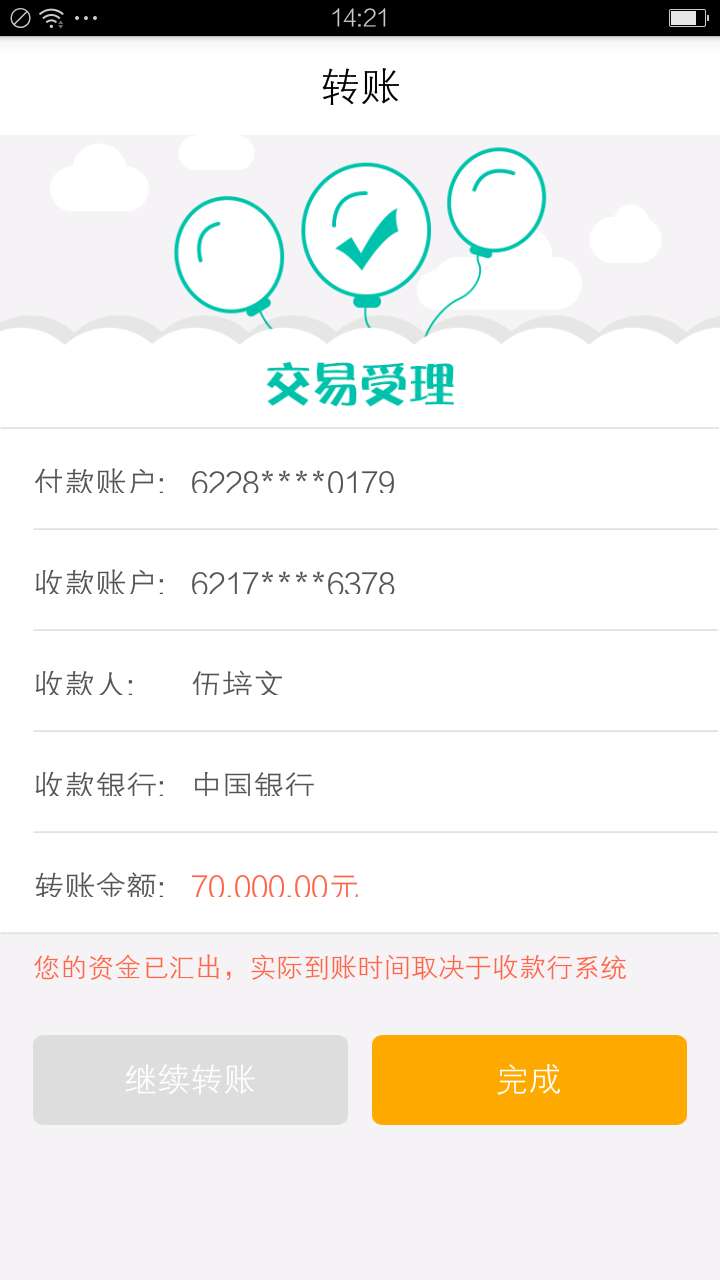 14:21
转账
交易受理
付款账户: 6228****0179
收款账户: 6217****6378
收款人: 伍培文
收款银行: 中国银行
转账金额: 70,000.00元
您的资金已汇出，实际到账时间取决于收款行系统
继续转账 完成